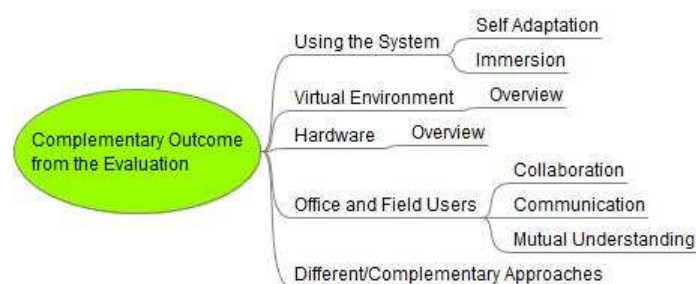 Complementary Outcome
from the Evaluation
Using the System
Self Adaptation
Immersion
Virtual Environment
Overview
Hardware
Overview
Office and Field Users
Collaboration
Communication
Mutual Understanding
Different/Complementary Approaches